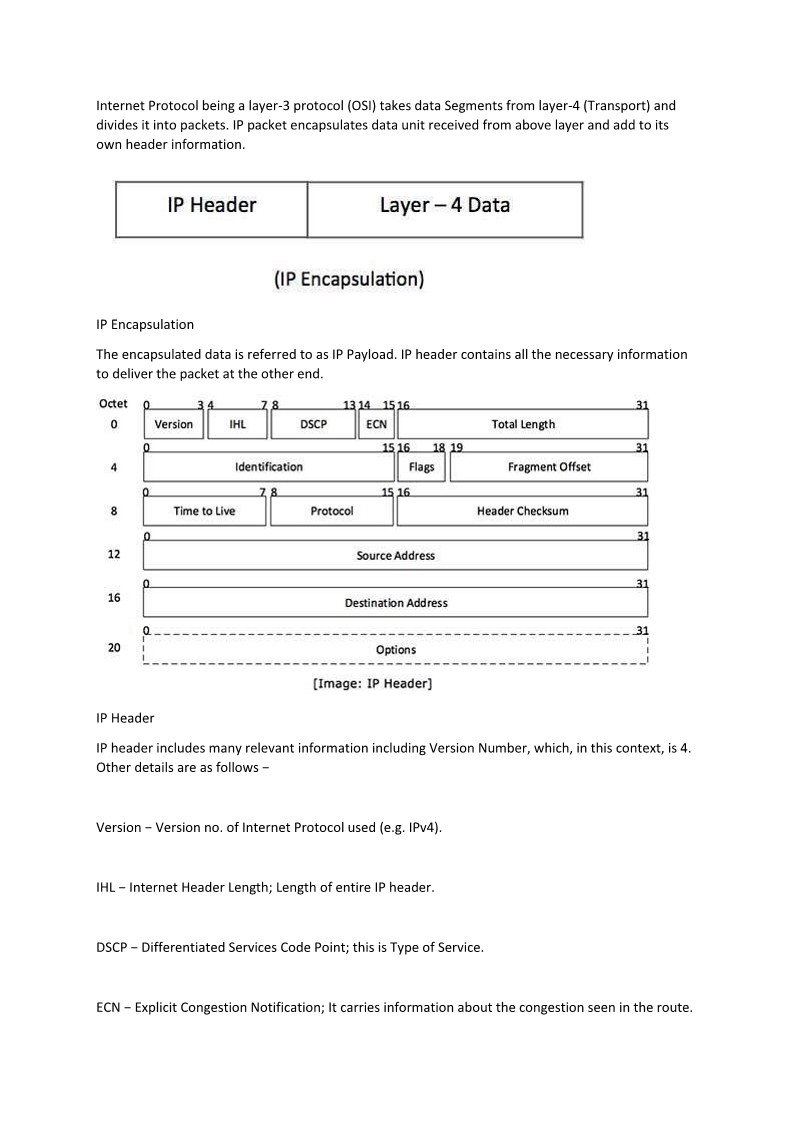 Internet Protocol being a layer-3 protocol (OSI) takes data Segments from layer-4 (Transport) and
divides it into packets. IP packet encapsulates data unit received from above layer and add to its
own header information.
IP Header Layer – 4 Data
(IP Encapsulation)
IP Encapsulation
The encapsulated data is referred to as IP Payload. IP header contains all the necessary information
to deliver the packet at the other end.
Octet 0 3 4 7 8 13 14 15 16 31
0 Version IHL DSCP ECN Total Length
0 15 16 18 19 31
4 Identification Flags Fragment Offset
0 7 8 15 16 31
8 Time to Live Protocol Header Checksum
0 31
12 Source Address
0 31
16 Destination Address
0 31
20 Options
[Image: IP Header]
IP Header
IP header includes many relevant information including Version Number, which, in this context, is 4.
Other details are as follows −
Version − Version no. of Internet Protocol used (e.g. IPv4).
IHL − Internet Header Length; Length of entire IP header.
DSCP − Differentiated Services Code Point; this is Type of Service.
ECN − Explicit Congestion Notification; It carries information about the congestion seen in the route.